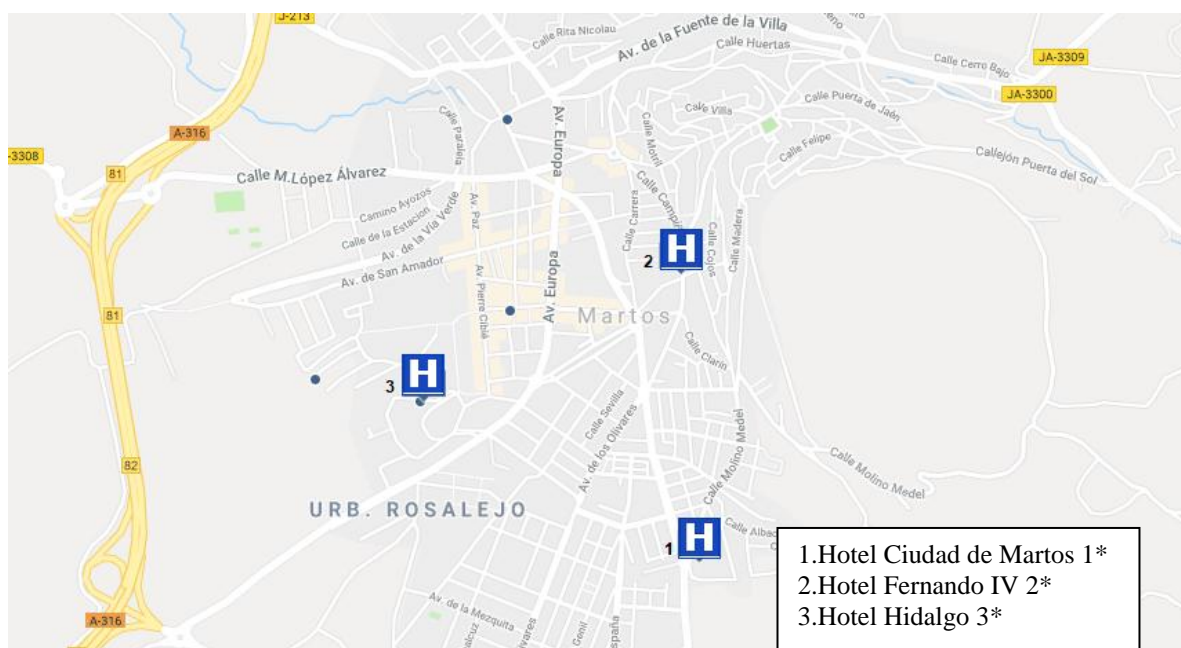 J-213
Calle Rita Nicolau
Av. de la Fuente de la Villa
Calle Huertas
Calle Cerro Bajo
JA-3309
JA-3300
A-316
-3308
81
Calle M.López Álvarez
Calle Paralela
Av. Europa
Calle Motril
Calle Villa
Calle Puerta de Jaén
Calle Felipe
Callejón Puerta del Sol
Camino Ayozos
Calle de la Estacion
Av. de la Vía Verde
Av. Paz
Av. de San Amador
Calle Carrera
Calle Campiña
Calle Cojos
Calle Madera
2
H
Av. Pierre Cibié
Av. Europa
Martos
81
3
H
Calle Clarín
Calle Sevilla
Av. de los Olivares
Calle Molino Medel
Calle Molino Medel
82
URB. ROSALEJO
1
H
Calle Albac
A-316
Av. de la Mezquita
Genil
spaña
1.Hotel Ciudad de Martos 1*
2.Hotel Fernando IV 2*
3.Hotel Hidalgo 3*